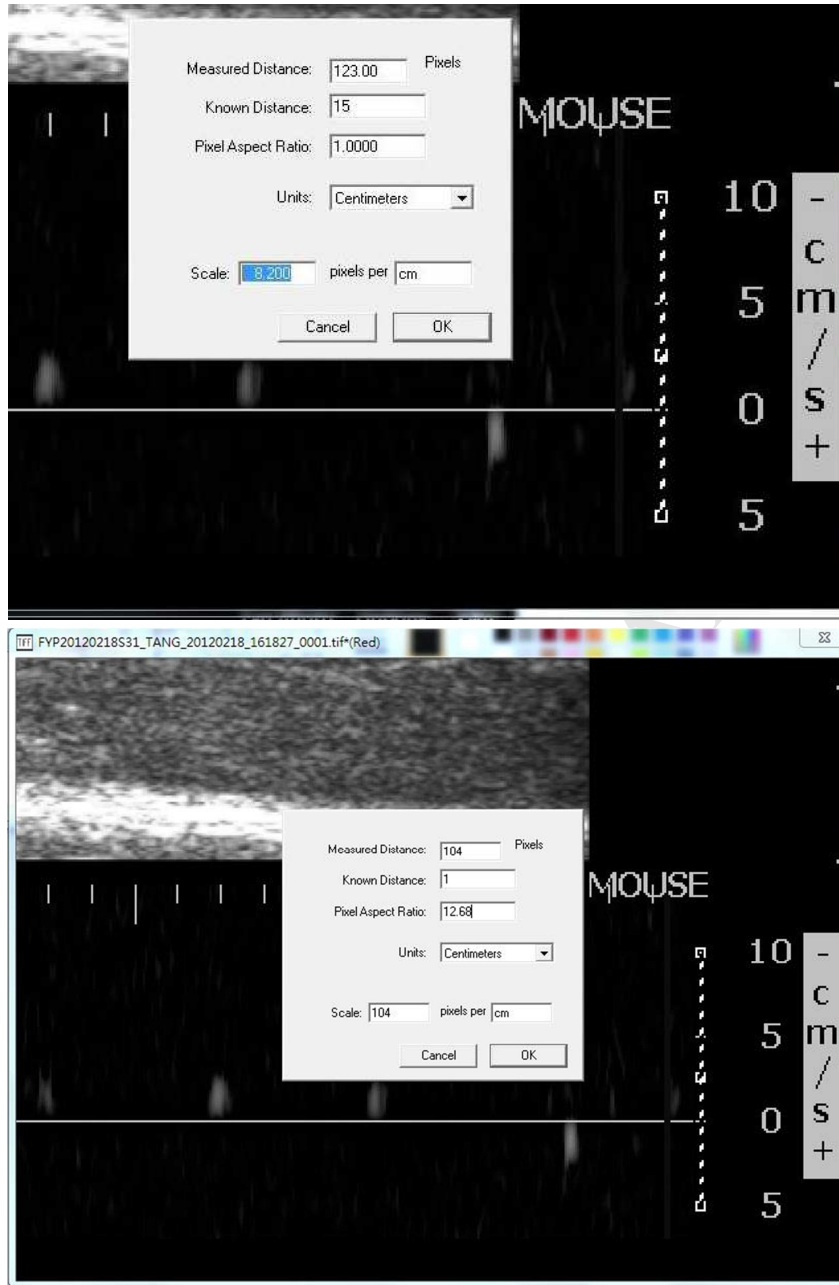 Measured Distance: 123.00 Pixels
Known Distance: 15
MOUSE
Pixel Aspect Ratio: 1.0000
Units: Centimeters
10 -
c
Scale: 8.200 pixels per cm
5 m
/
Cancel OK
0 s
+
5
TIFF FYP20120218S31_TANG_20120218_161827_0001.tif*(Red)
Measured Distance: 104 Pixels
Known Distance: 1
MOUSE
Pixel Aspect Ratio: 12.68
Units: Centimeters
10 -
c
Scale: 104 pixels per cm
5 m
Cancel OK
/
0 s
+
5